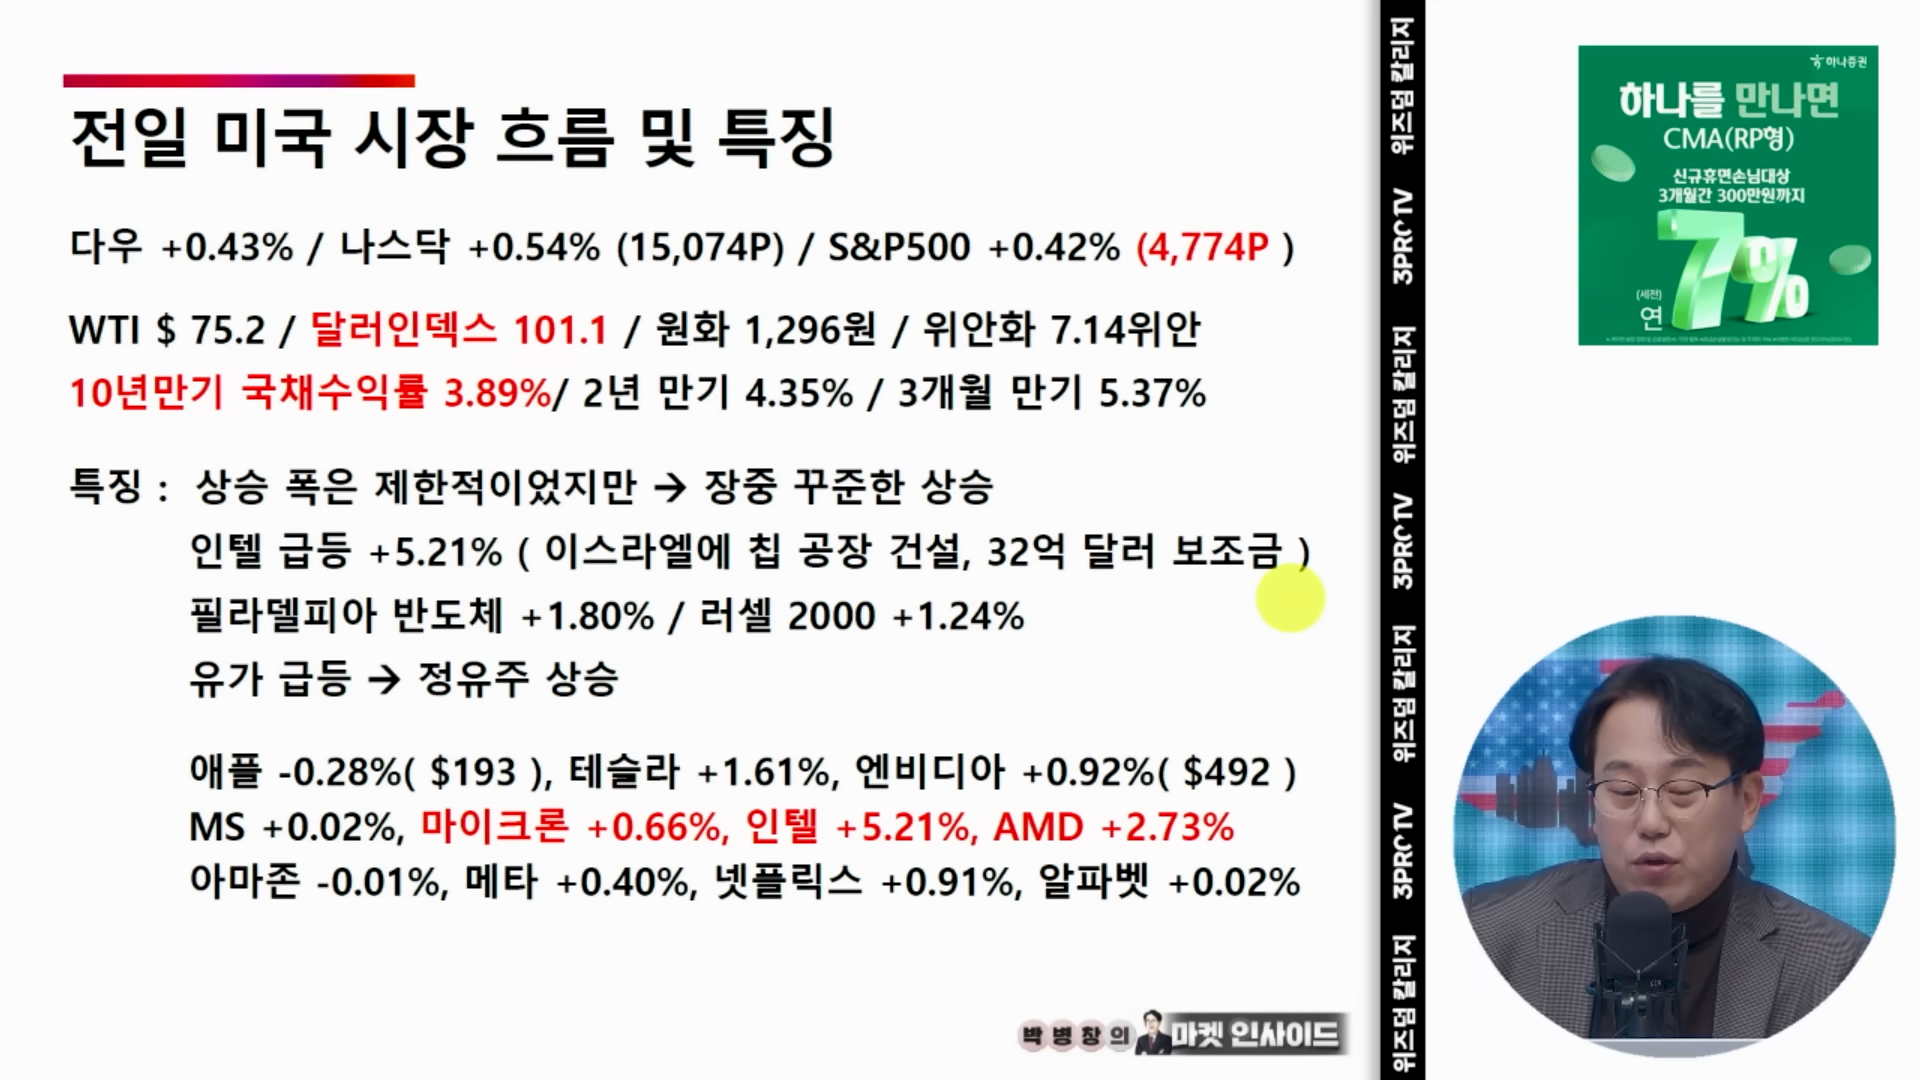 전일 미국 시장 흐름 및 특징
다우 +0.43% / 나스닥 +0.54% (15,074P) / S&P500 +0.42% (4,774P )
WTI $ 75.2 / 달러인덱스 101.1 / 원화 1,296원 / 위안화 7.14위안
10년만기 국채수익률 3.89%/ 2년 만기 4.35% / 3개월 만기 5.37%
특징 : 상승 폭은 제한적이었지만 → 장중 꾸준한 상승
인텔 급등 +5.21% ( 이스라엘에 칩 공장 건설, 32억 달러 보조금 )
필라델피아 반도체 +1.80% / 러셀 2000 +1.24%
유가 급등 → 정유주 상승
애플 -0.28%( $193 ), 테슬라 +1.61%, 엔비디아 +0.92%( $492 )
MS +0.02%, 마이크론 +0.66%, 인텔 +5.21%, AMD +2.73%
아마존 -0.01%, 메타 +0.40%, 넷플릭스 +0.91%, 알파벳 +0.02%
박병창의 마켓 인사이드
위즈덤 칼리지
3PROTV
위즈덤 칼리지
3PROTV
위즈덤 칼리지
3PROTV
위즈덤 칼리지
하나증권
하나를 만나면
CMA(RP형)
신규휴면손님대상
3개월간 300만원까지
(세전)
연 7%